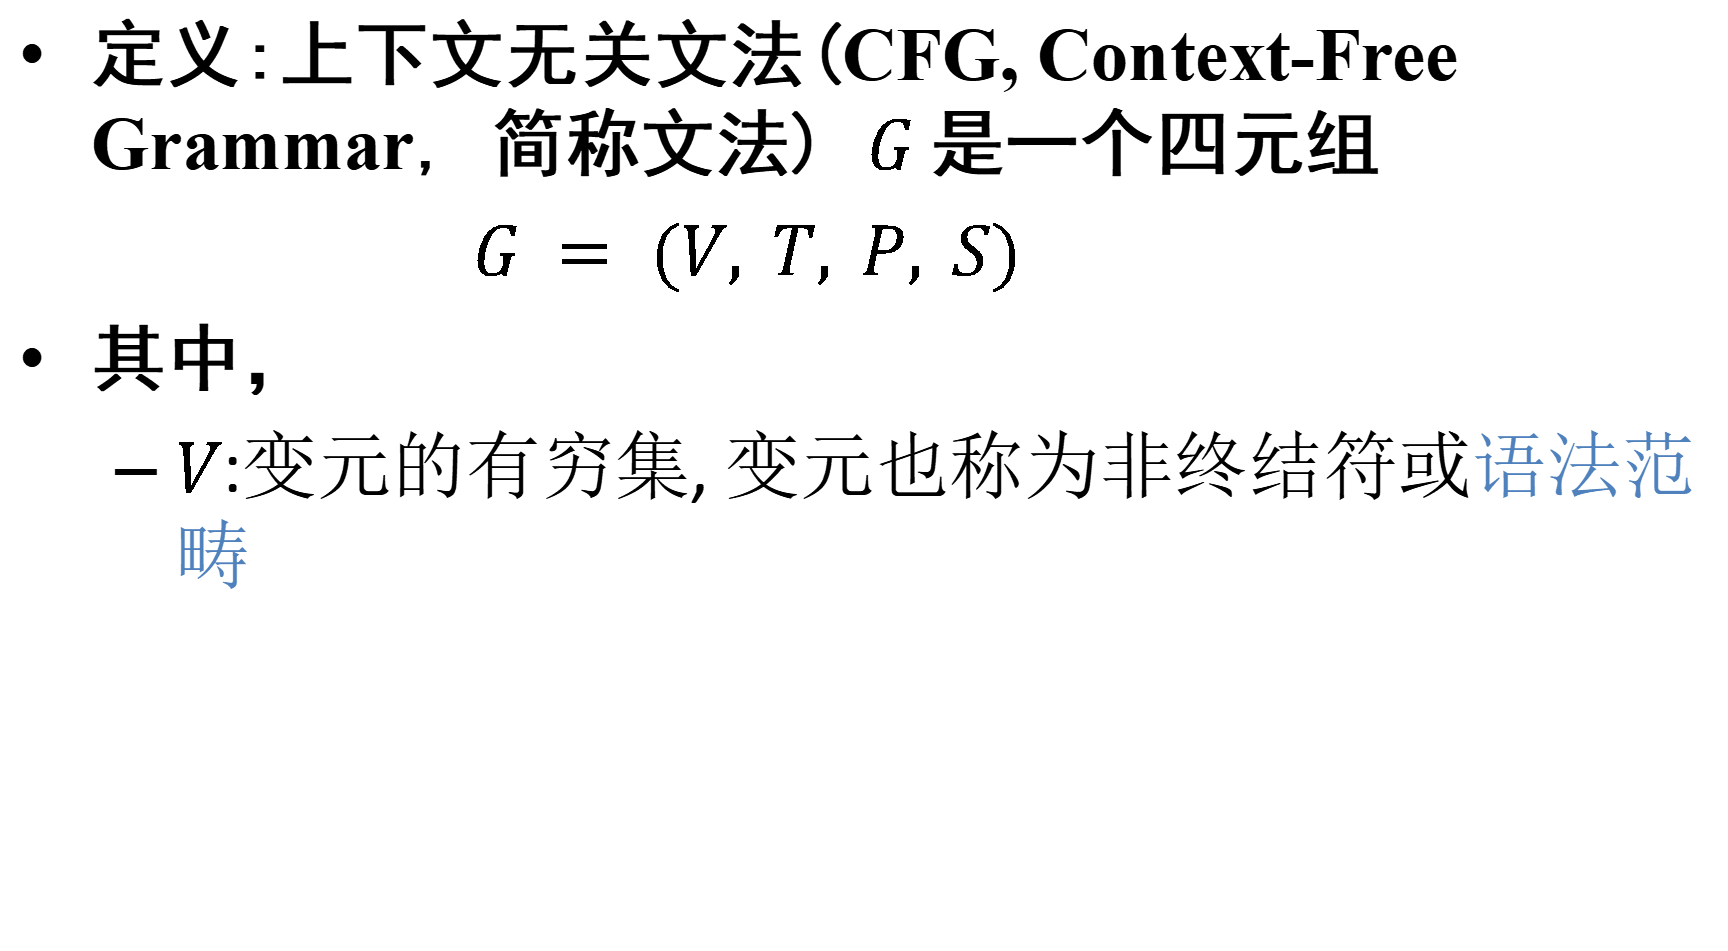 • 定义:上下文无关文法(CFG, Context-Free
Grammar, 简称文法) G 是一个四元组
G = (V, T, P, S)
• 其中,
– V:变元的有穷集, 变元也称为非终结符或语法范
畴